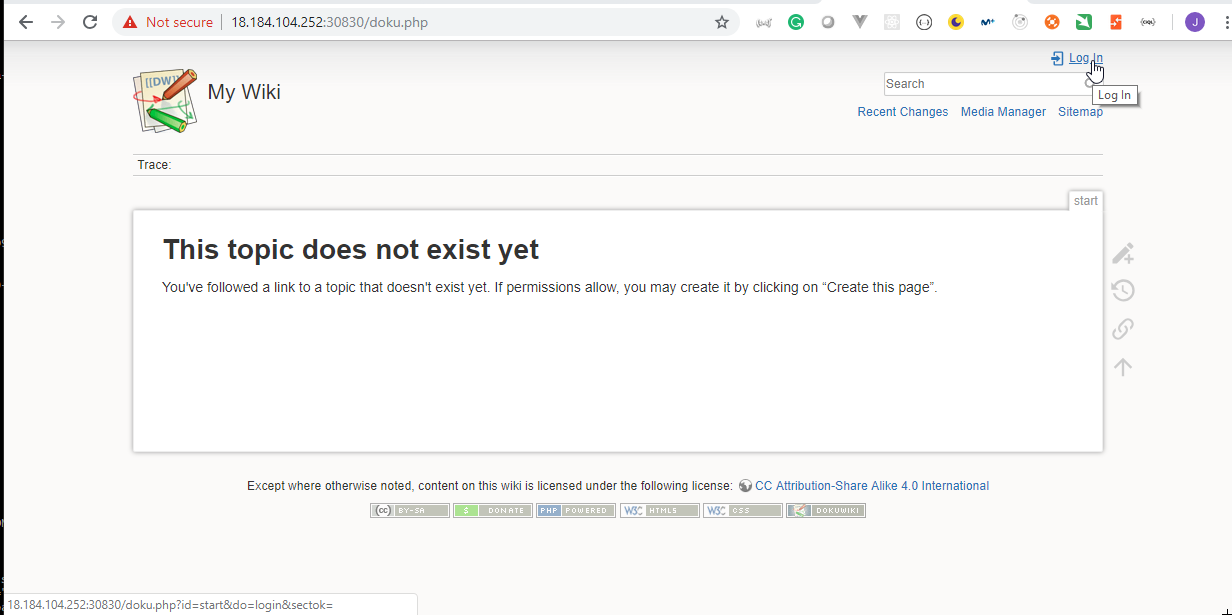 Not secure
18.184.104.252:30830/doku.php
J
Log In
[[DW]]
My Wiki
Search
Log In
Recent Changes Media Manager Sitemap
Trace:
start
This topic does not exist yet
You've followed a link to a topic that doesn't exist yet. If permissions allow, you may create it by clicking on “Create this page”.
Except where otherwise noted, content on this wiki is licensed under the following license: CC Attribution-Share Alike 4.0 International
(cc) BY-SA $ DONATE PHP POWERED W3C HTML5 W3C CSS DOKUWIKI
18.184.104.252:30830/doku.php?id=start&do=login&sectok=